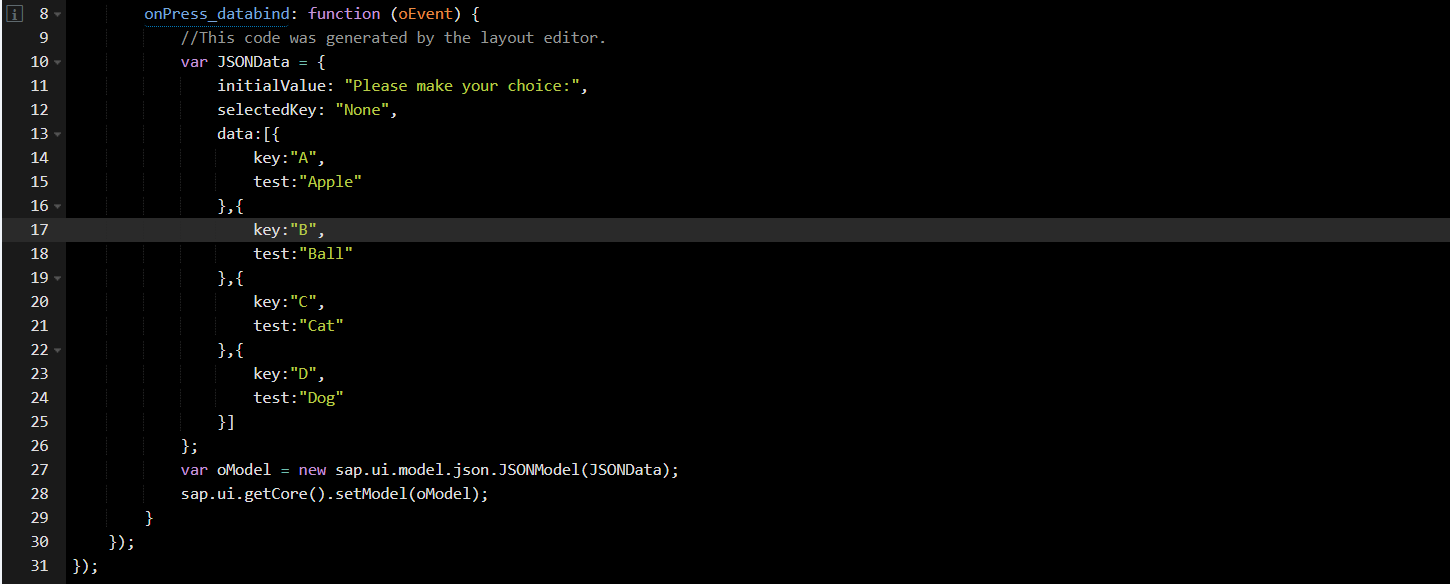 8 onPress_databind: function (oEvent) {
9 //This code was generated by the layout editor.
10 var JSONData = {
11 initialValue: "Please make your choice:",
12 selectedKey: "None",
13 data:[{
14 key:"A",
15 test:"Apple"
16 },{
17 key:"B",
18 test:"Ball"
19 },{
20 key:"C",
21 test:"Cat"
22 },{
23 key:"D",
24 test:"Dog"
25 }]
26 };
27 var oModel = new sap.ui.model.json.JSONModel(JSONData);
28 sap.ui.getCore().setModel(oModel);
29 }
30 });
31 });